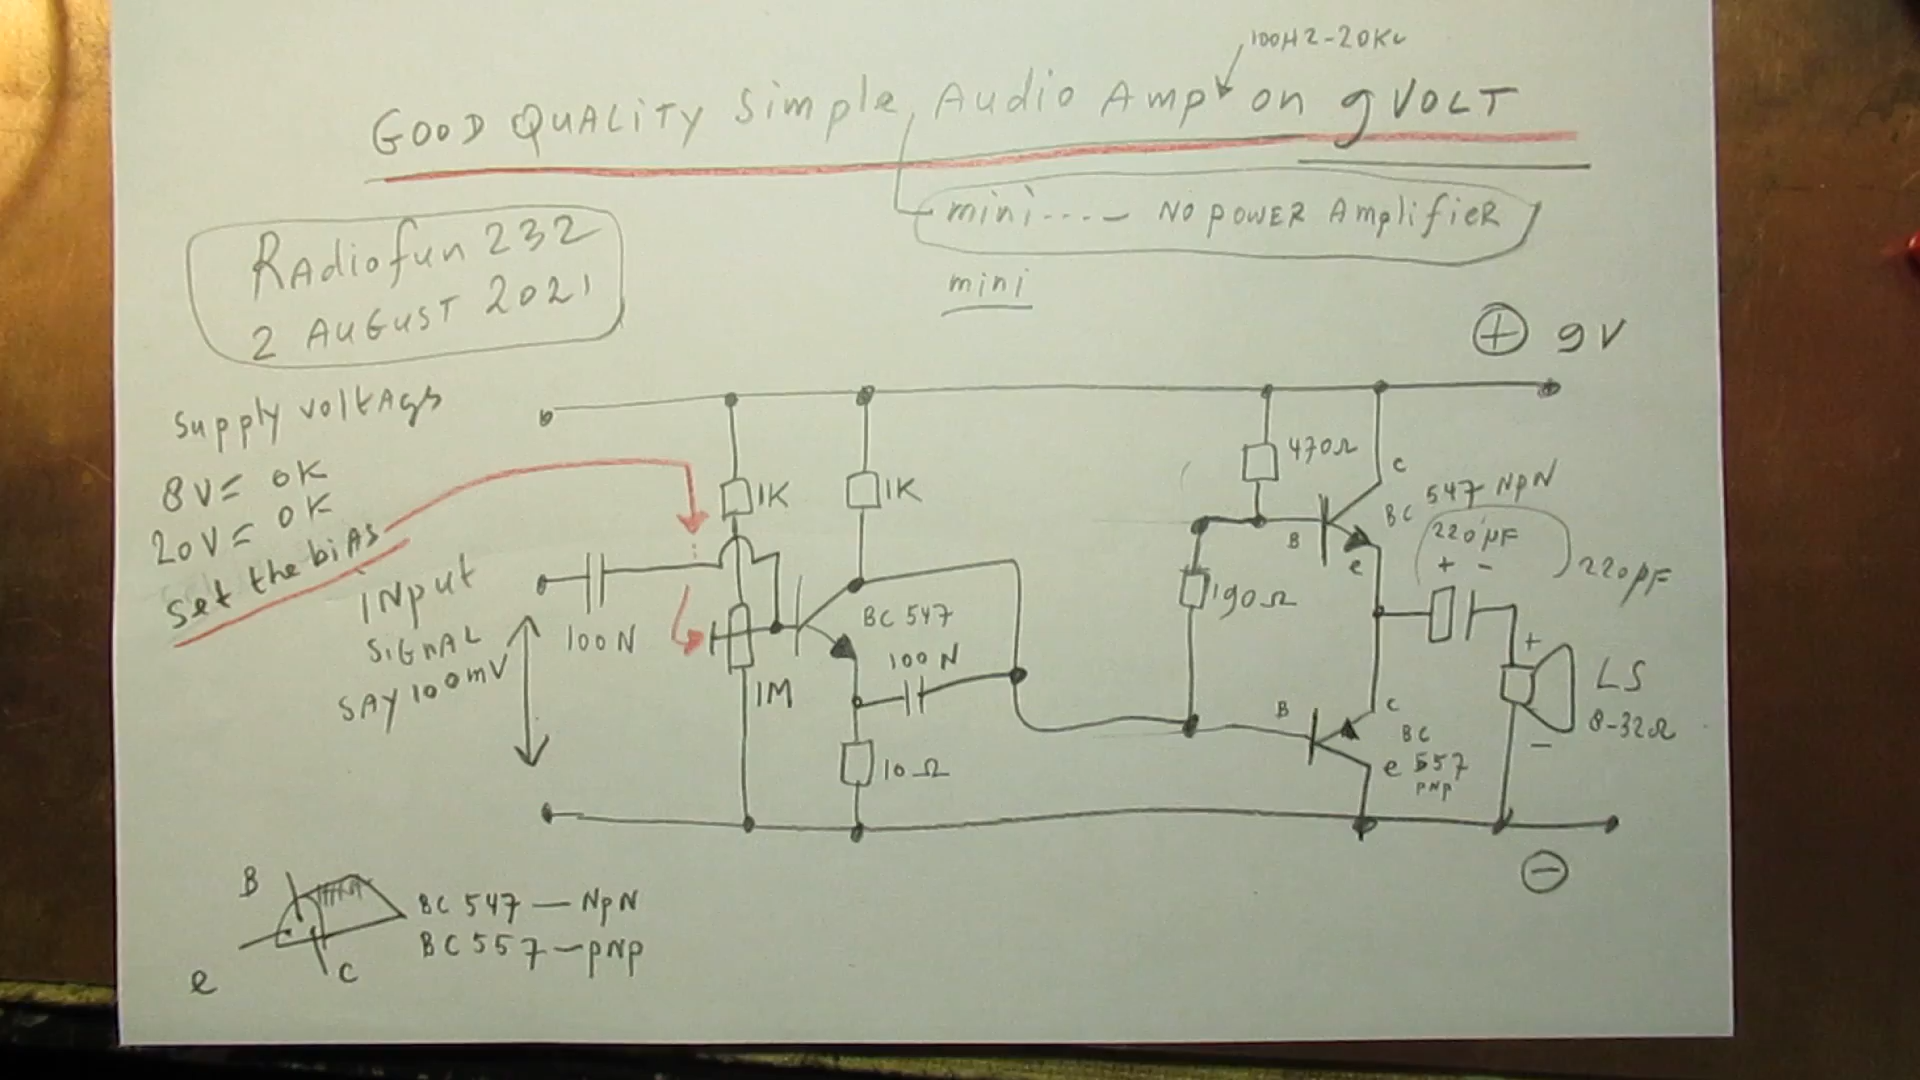 100HZ-20Kc
GOOD QUALITY Simple Audio Amp on 9 VOLT
mini....- NO POWER AmplifiER
mini
RAdiofun 232
2 AUGUST 2021
+ 9V
Supply voltAgs
8V= OK
20V= OK
Set the biAs
iNput
SiGNAL
SAY 100mV
100N
1K
1K
1M
BC 547
100N
10Ω
470Ω
190Ω
B
c
e
BC 547 NPN
220µF
+ -
220µF
B
c
e
BC
557
PNP
+
-
LS
8-32Ω
-
B
e
C
BC 547 — NPN
BC 557 — PNP